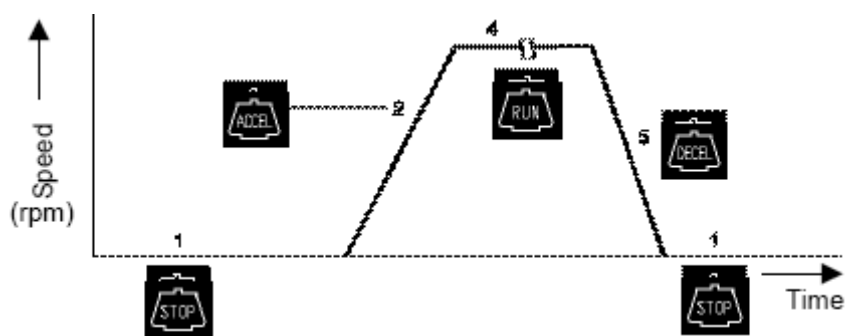 4
ACCEL
2
RUN
5
DECEL
Speed
(rpm)
1
1
STOP
STOP
Time